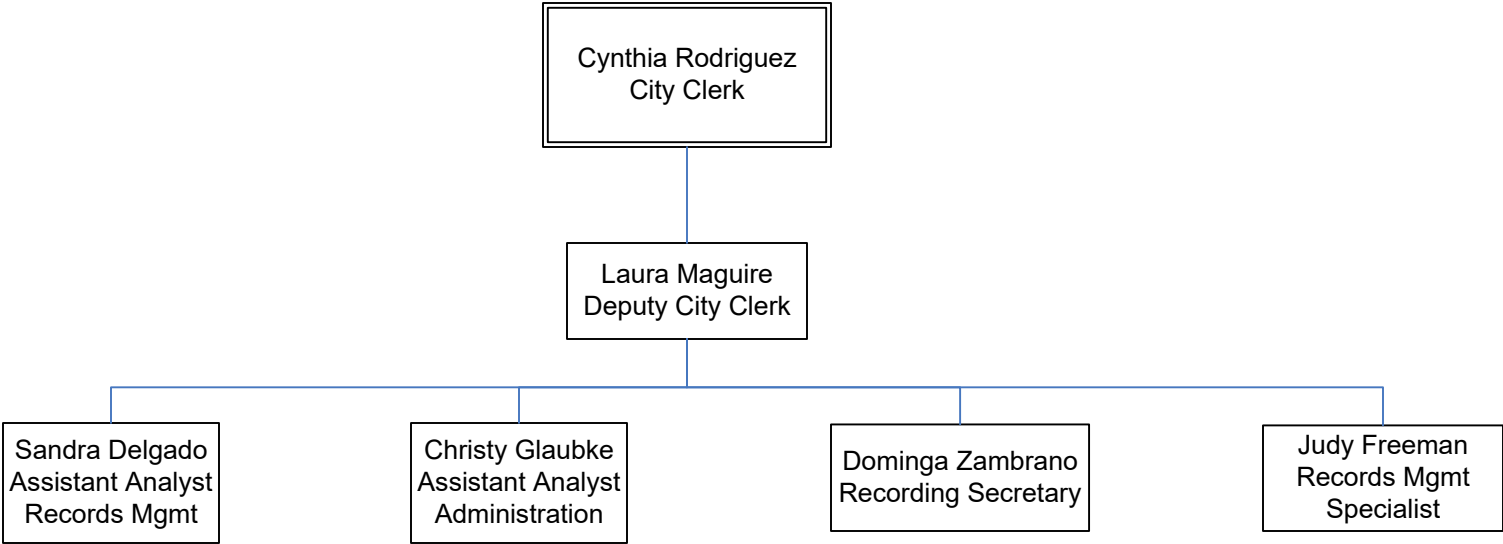 Cynthia Rodriguez
City Clerk
Laura Maguire
Deputy City Clerk
Sandra Delgado
Assistant Analyst
Records Mgmt
Christy Glaubke
Assistant Analyst
Administration
Dominga Zambrano
Recording Secretary
Judy Freeman
Records Mgmt
Specialist